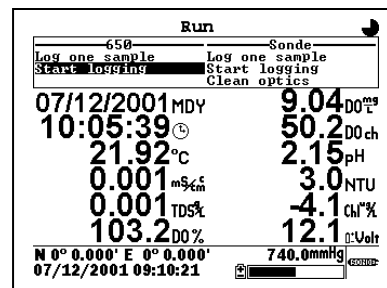 Run
650 Sonde
Log one sample Log one sample
Start logging Start logging
Clean optics
07/12/2001 MDY 9.04 DO mg/L
10:05:39 50.2 DO ch
21.92 °C 2.15 pH
0.001 mS/cm c 3.0 NTU
0.001 TDS g/L -4.1 Chl ug/L
103.2 DO % 12.1 Volt
N 0° 0.000' E 0° 0.000' 740.0mmHg
07/12/2001 09:10:21